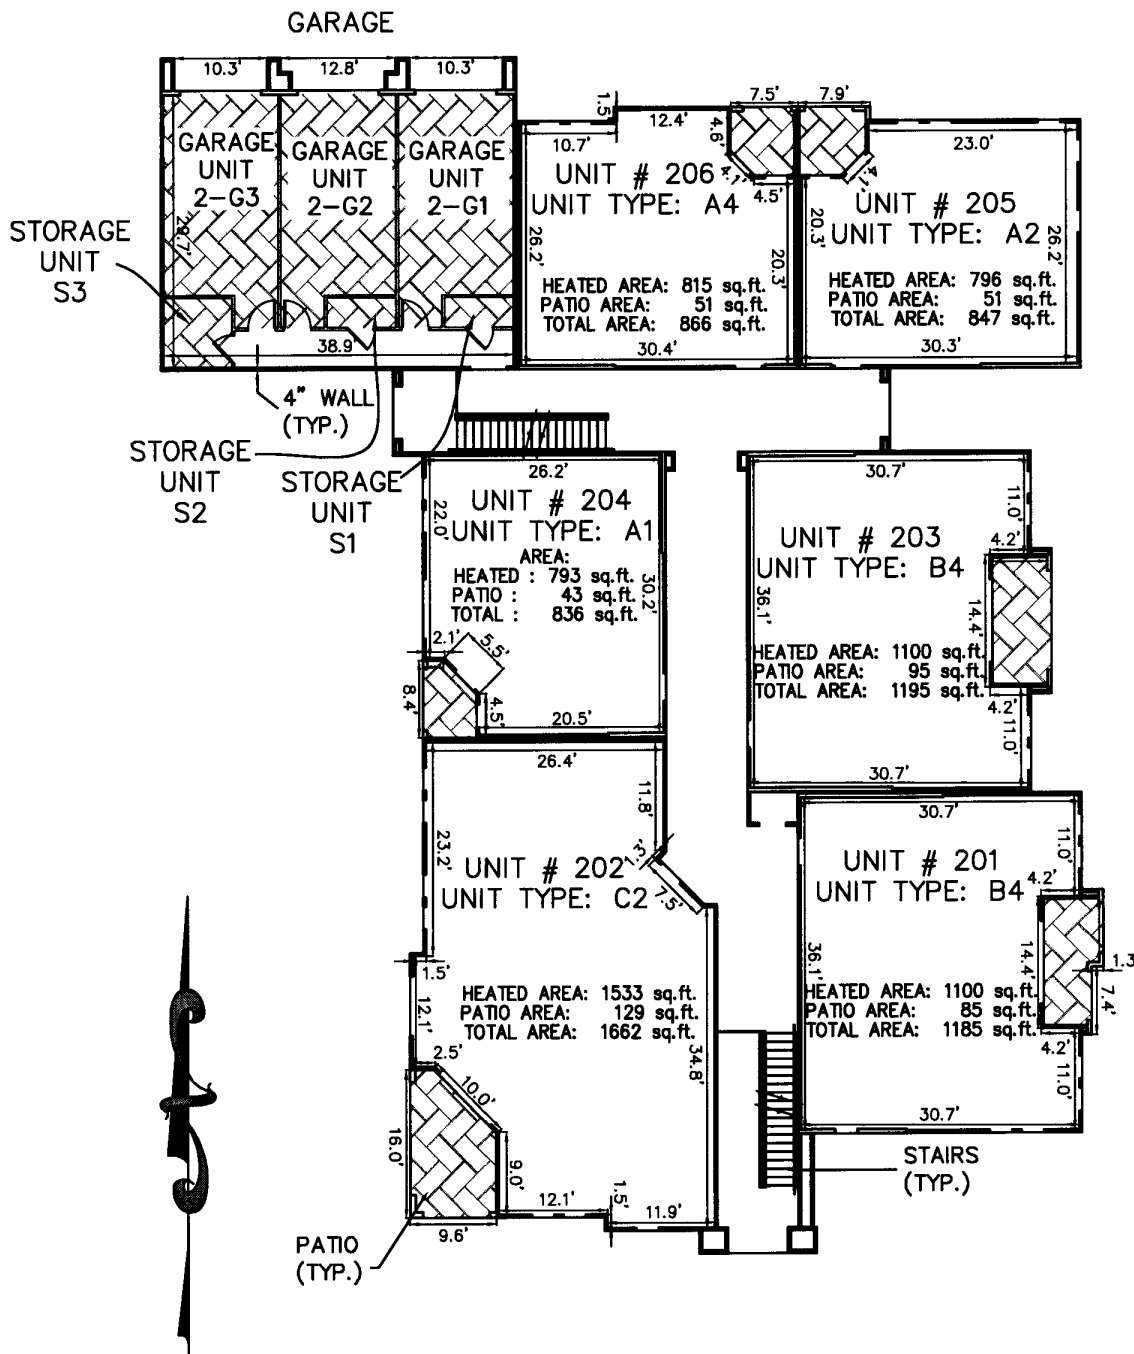 GARAGE
10.3'
12.8'
10.3'
GARAGE
UNIT
2-G3
GARAGE
UNIT
2-G2
GARAGE
UNIT
2-G1
29.7'
STORAGE
UNIT
S3
38.9'
4" WALL
(TYP.)
STORAGE
UNIT
S2
STORAGE
UNIT
S1
1.5'
10.7'
12.4'
7.5'
4.6'
4.1'
4.5'
UNIT # 206
UNIT TYPE: A4
26.2'
20.3'
HEATED AREA: 815 sq.ft.
PATIO AREA: 51 sq.ft.
TOTAL AREA: 866 sq.ft.
30.4'
7.9'
23.0'
4.1'
UNIT # 205
UNIT TYPE: A2
20.3'
26.2'
HEATED AREA: 796 sq.ft.
PATIO AREA: 51 sq.ft.
TOTAL AREA: 847 sq.ft.
30.3'
26.2'
22.0'
UNIT # 204
UNIT TYPE: A1
AREA:
HEATED : 793 sq.ft.
PATIO : 43 sq.ft.
TOTAL : 836 sq.ft.
30.2'
2.1'
5.5'
8.4'
4.5'
20.5'
30.7'
11.0'
UNIT # 203
UNIT TYPE: B4
4.2'
36.1'
14.4'
HEATED AREA: 1100 sq.ft.
PATIO AREA: 95 sq.ft.
TOTAL AREA: 1195 sq.ft.
4.2'
11.0'
30.7'
26.4'
11.8'
23.2'
1.3'
7.5'
UNIT # 202
UNIT TYPE: C2
1.5'
12.1'
HEATED AREA: 1533 sq.ft.
PATIO AREA: 129 sq.ft.
TOTAL AREA: 1662 sq.ft.
34.8'
2.5'
10.0'
16.0'
9.0'
12.1'
1.5'
11.9'
9.6'
PATIO
(TYP.)
30.7'
11.0'
UNIT # 201
UNIT TYPE: B4
4.2'
36.1'
14.4'
1.3'
7.4'
HEATED AREA: 1100 sq.ft.
PATIO AREA: 85 sq.ft.
TOTAL AREA: 1185 sq.ft.
4.2'
11.0'
30.7'
STAIRS
(TYP.)